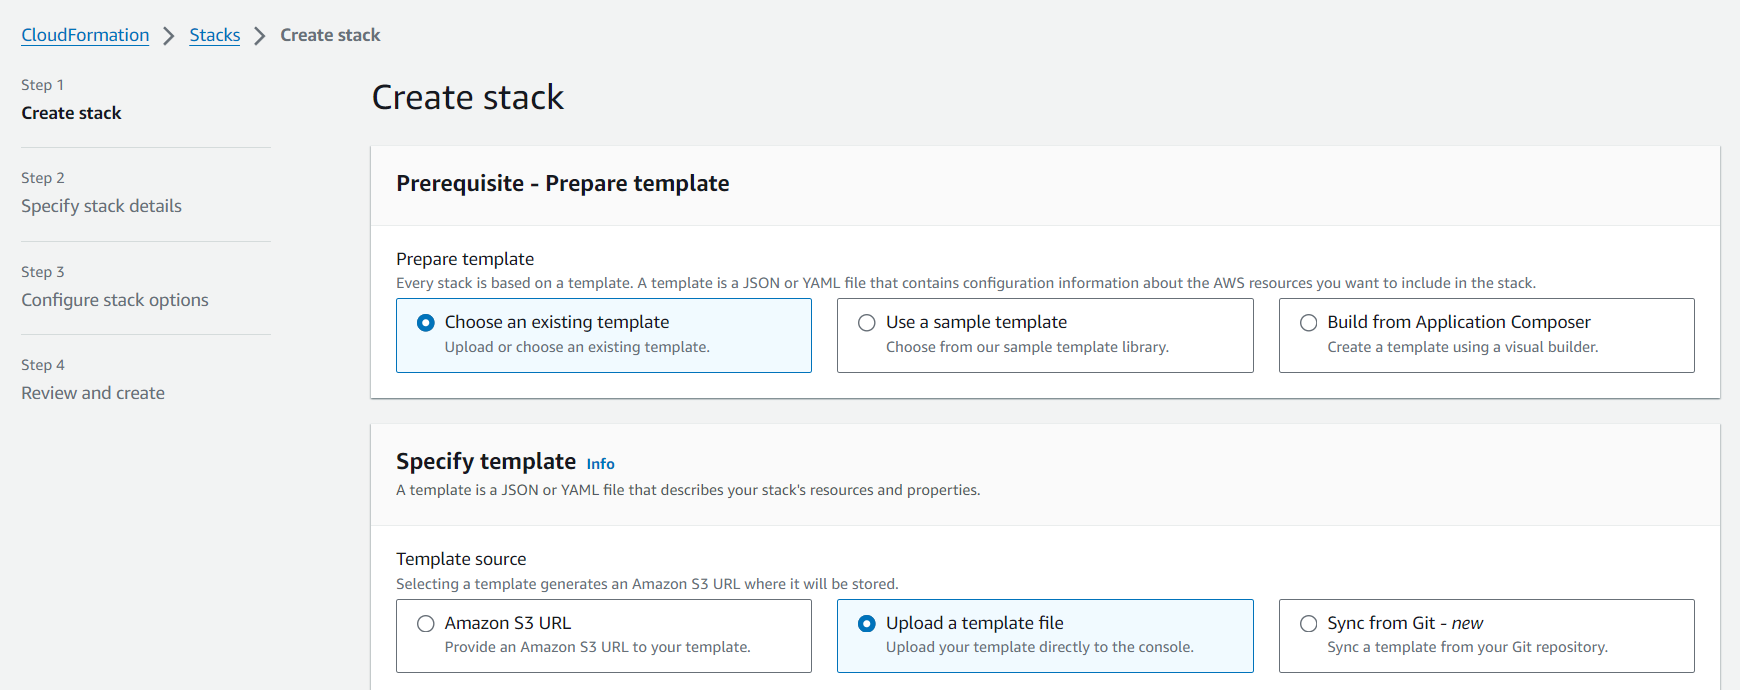 CloudFormation > Stacks > Create stack
Step 1
Create stack
Step 2
Specify stack details
Step 3
Configure stack options
Step 4
Review and create
Create stack
Prerequisite - Prepare template
Prepare template
Every stack is based on a template. A template is a JSON or YAML file that contains configuration information about the AWS resources you want to include in the stack.
Choose an existing template
Upload or choose an existing template.
Use a sample template
Choose from our sample template library.
Build from Application Composer
Create a template using a visual builder.
Specify template Info
A template is a JSON or YAML file that describes your stack's resources and properties.
Template source
Selecting a template generates an Amazon S3 URL where it will be stored.
Amazon S3 URL
Provide an Amazon S3 URL to your template.
Upload a template file
Upload your template directly to the console.
Sync from Git - new
Sync a template from your Git repository.